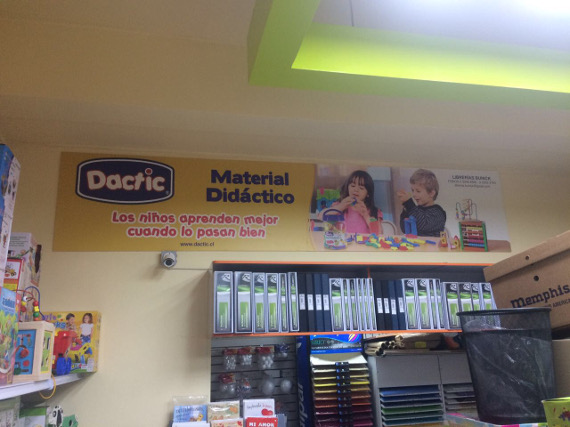 Dactic
Material
Didáctico
Los niños aprenden mejor
cuando lo pasan bien
www.dactic.cl
Memphis